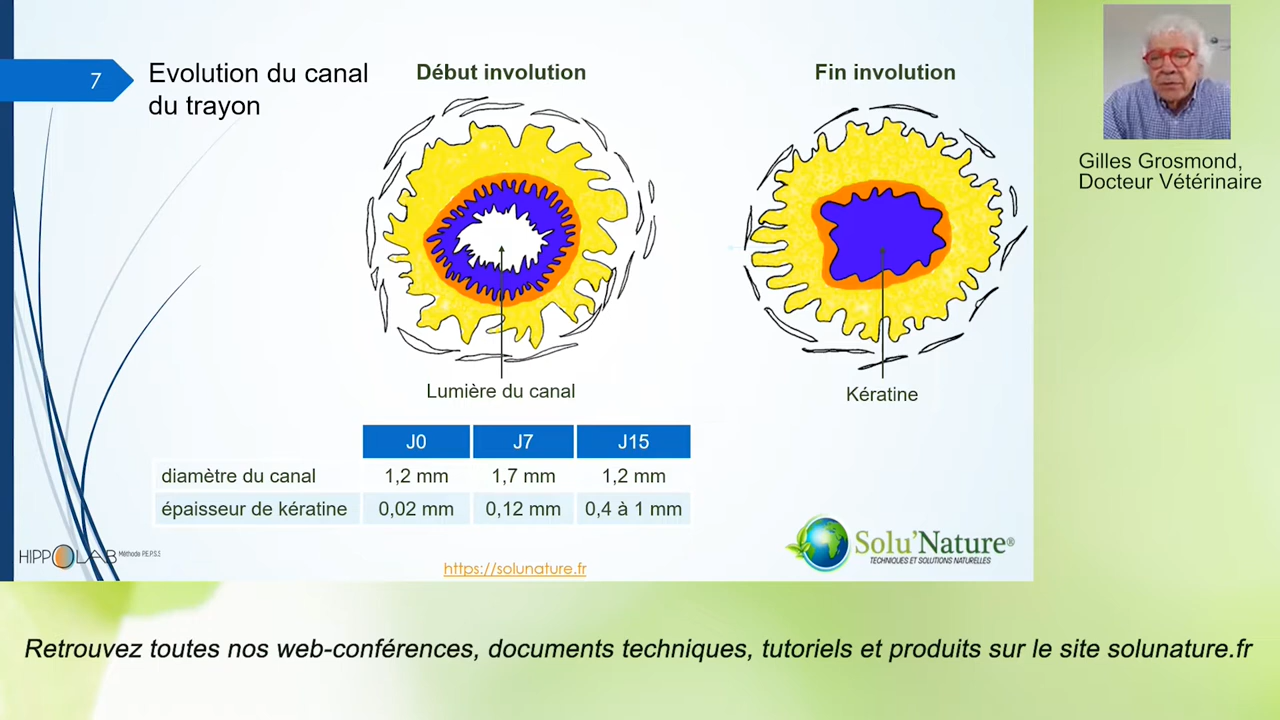 7
Evolution du canal
du trayon
Début involution
Fin involution
Gilles Grosmond,
Docteur Vétérinaire
Lumière du canal
Kératine
J0 J7 J15
diamètre du canal 1,2 mm 1,7 mm 1,2 mm
épaisseur de kératine 0,02 mm 0,12 mm 0,4 à 1 mm
HIPPOLAB Méthode P.E.P.S.S
https://solunature.fr
Solu'Nature®
TECHNIQUES ET SOLUTIONS NATURELLES
Retrouvez toutes nos web-conférences, documents techniques, tutoriels et produits sur le site solunature.fr